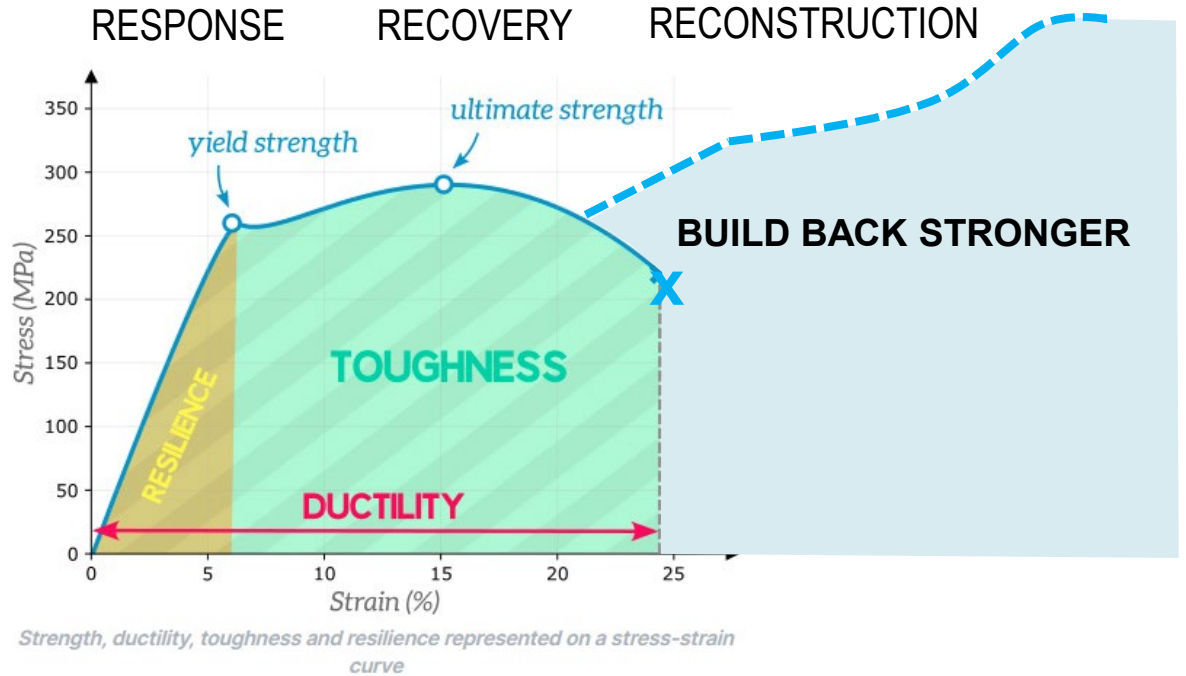 RESPONSE RECOVERY RECONSTRUCTION
350
300
250
200
150
100
50
0
Stress (MPa)
yield strength
ultimate strength
BUILD BACK STRONGER
X
TOUGHNESS
RESILIENCE
DUCTILITY
0 5 10 15 20 25
Strain (%)
Strength, ductility, toughness and resilience represented on a stress-strain
curve